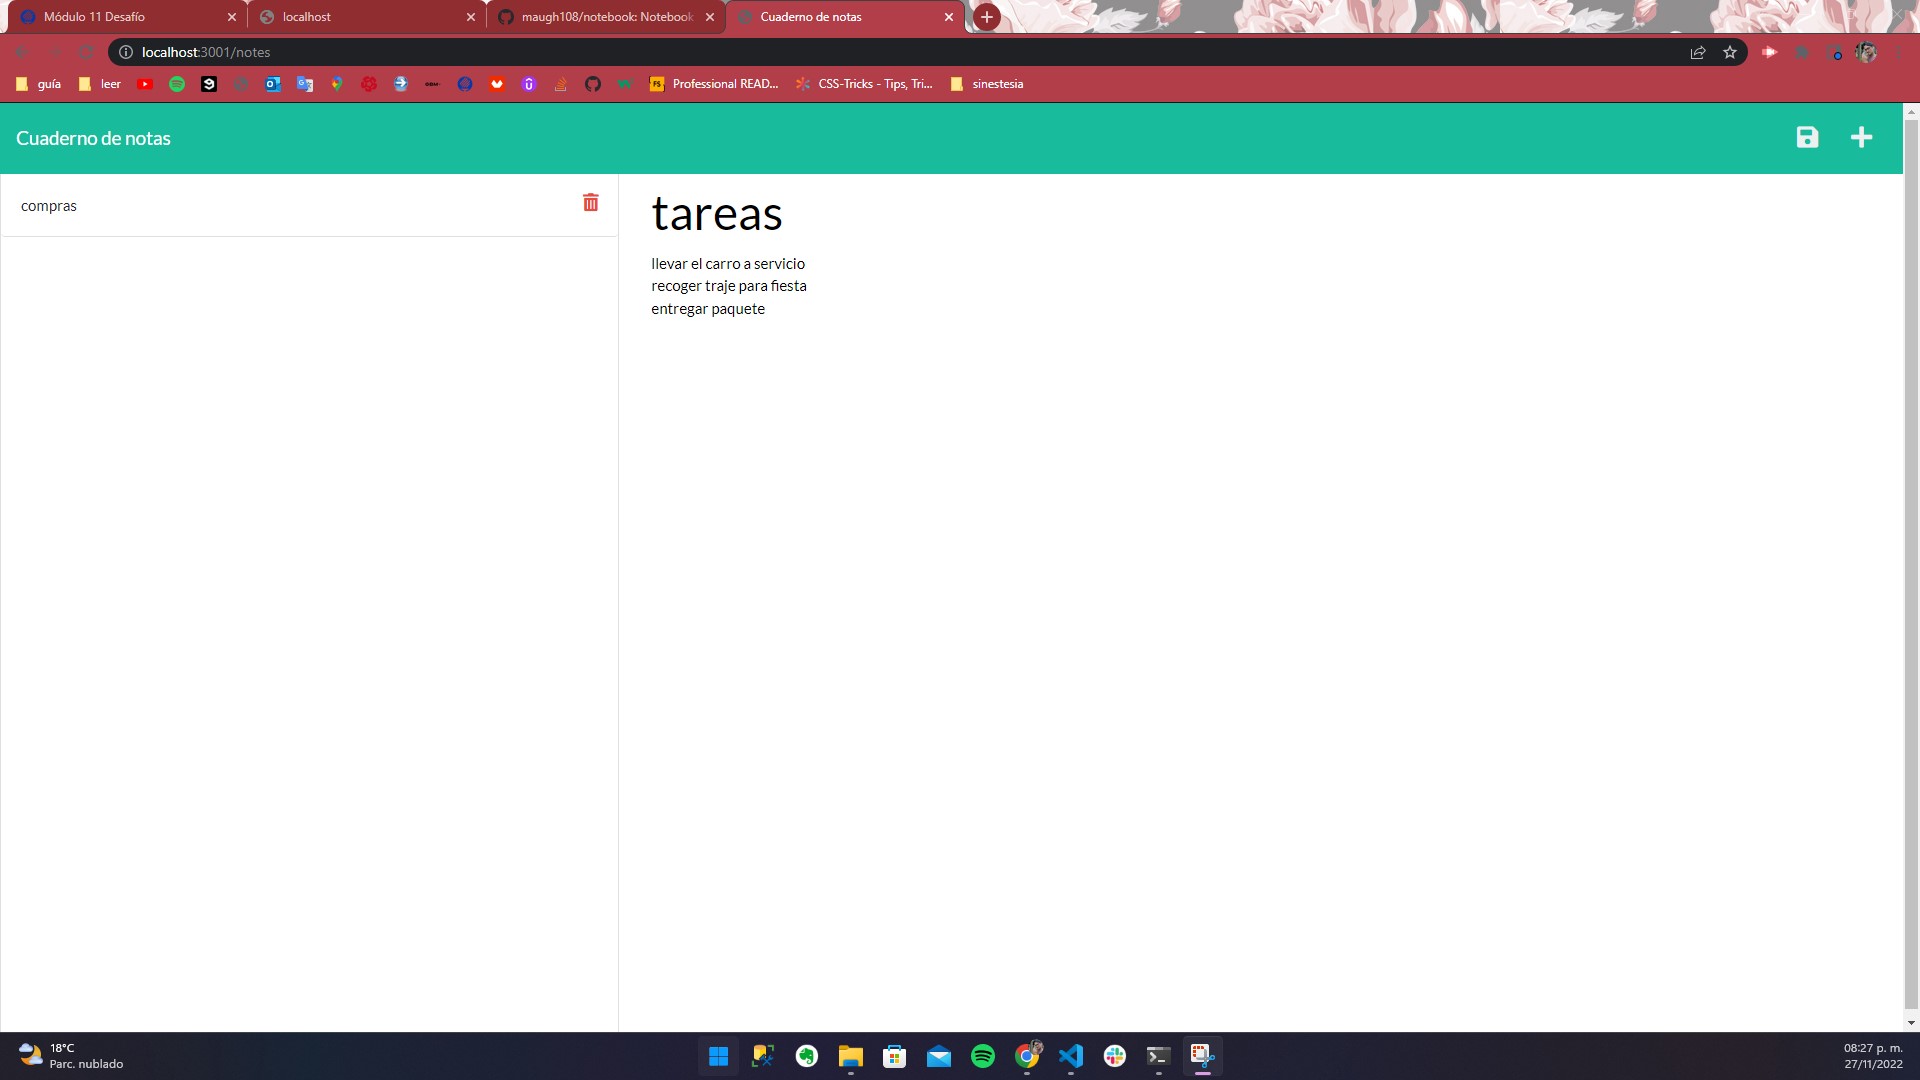 Módulo 11 Desafío
localhost
maugh108/notebook: Notebook
Cuaderno de notas
localhost:3001/notes
guía
leer
Professional READ...
CSS-Tricks - Tips, Tri...
sinestesia
Cuaderno de notas
compras
tareas
llevar el carro a servicio
recoger traje para fiesta
entregar paquete
18°C
Parc. nublado
08:27 p. m.
27/11/2022